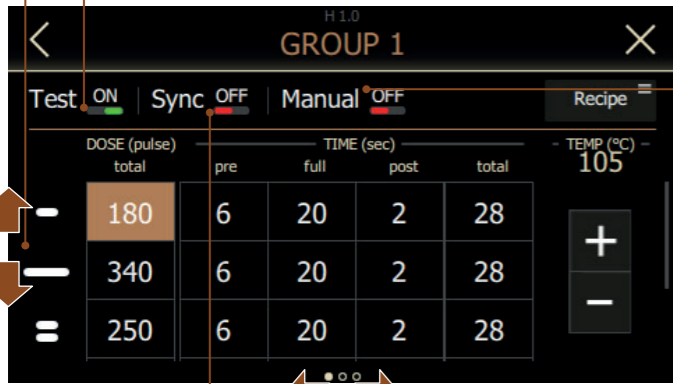 H 1.0
GROUP 1
Test ON Sync OFF Manual OFF Recipe
DOSE (pulse) TIME (sec) TEMP (°C)
total pre full post total 105
180 6 20 2 28
+
340 6 20 2 28
−
250 6 20 2 28